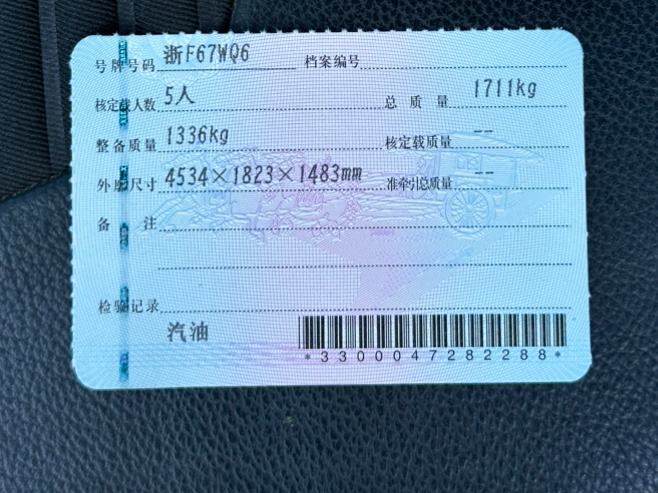 号牌号码 浙F67WQ6 档案编号
核定载人数 5人 总质量 1711kg
整备质量 1336kg 核定载质量 --
外廓尺寸 4534×1823×1483mm 准牵引总质量 --
备注
检验记录
汽油
*3300047282288*